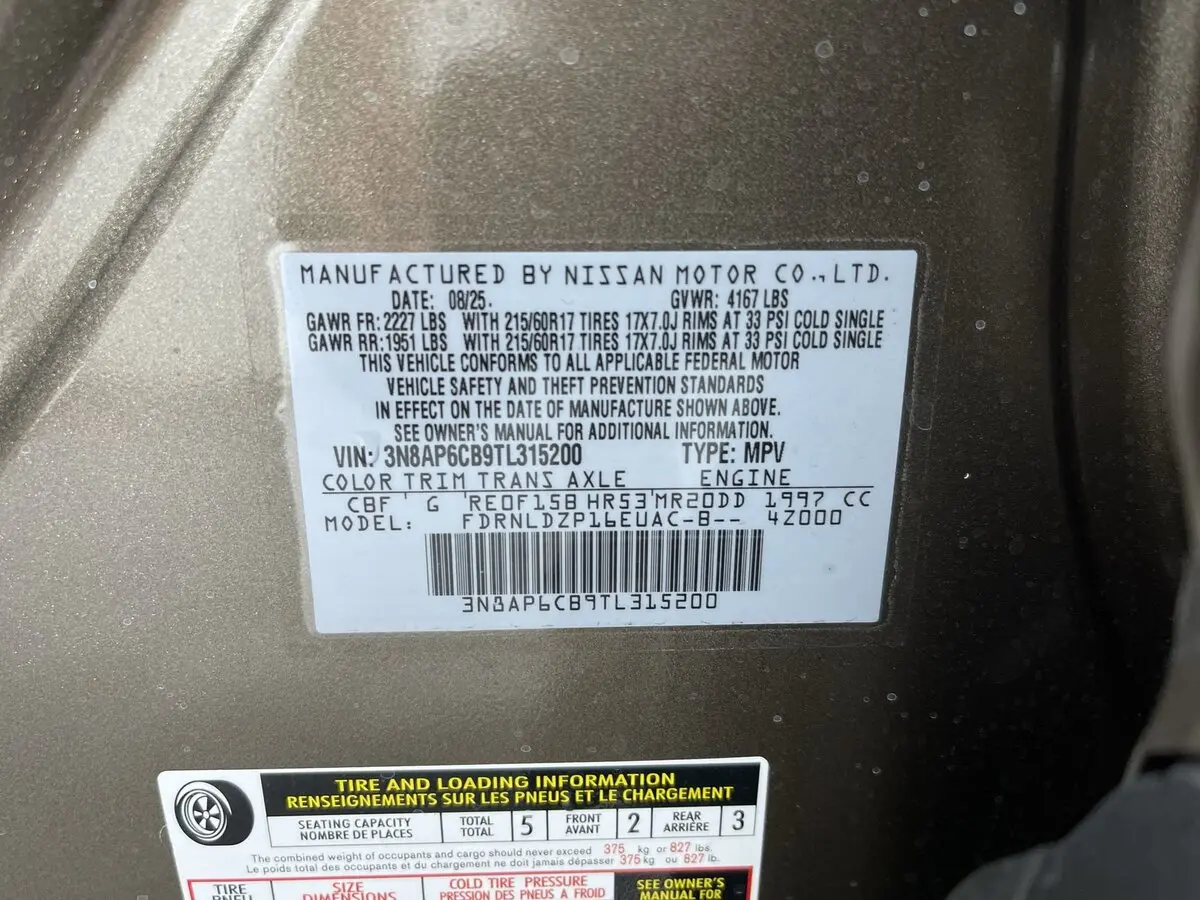 MANUFACTURED BY NISSAN MOTOR CO.,LTD.
DATE: 08/25. GVWR: 4167 LBS
GAWR FR: 2227 LBS WITH 215/60R17 TIRES 17X7.0J RIMS AT 33 PSI COLD SINGLE
GAWR RR: 1951 LBS WITH 215/60R17 TIRES 17X7.0J RIMS AT 33 PSI COLD SINGLE
THIS VEHICLE CONFORMS TO ALL APPLICABLE FEDERAL MOTOR
VEHICLE SAFETY AND THEFT PREVENTION STANDARDS
IN EFFECT ON THE DATE OF MANUFACTURE SHOWN ABOVE.
SEE OWNER'S MANUAL FOR ADDITIONAL INFORMATION.
VIN: 3N8AP6CB9TL315200 TYPE: MPV
COLOR TRIM TRANS AXLE ENGINE
CBF G RE0F15B HR53 MR20DD 1997 CC
MODEL: FDRNLDZP16EUAC-B-- 4Z000
3N8AP6CB9TL315200
TIRE AND LOADING INFORMATION
RENSEIGNEMENTS SUR LES PNEUS ET LE CHARGEMENT
SEATING CAPACITY TOTAL 5 FRONT 2 REAR 3
NOMBRE DE PLACES TOTAL AVANT ARRIÈRE
The combined weight of occupants and cargo should never exceed 375 kg or 827 lbs.
Le poids total des occupants et du chargement ne doit jamais dépasser 375 kg ou 827 lb.
TIRE SIZE COLD TIRE PRESSURE SEE OWNER'S
PNEU DIMENSIONS PRESSION DES PNEUS A FROID MANUAL FOR